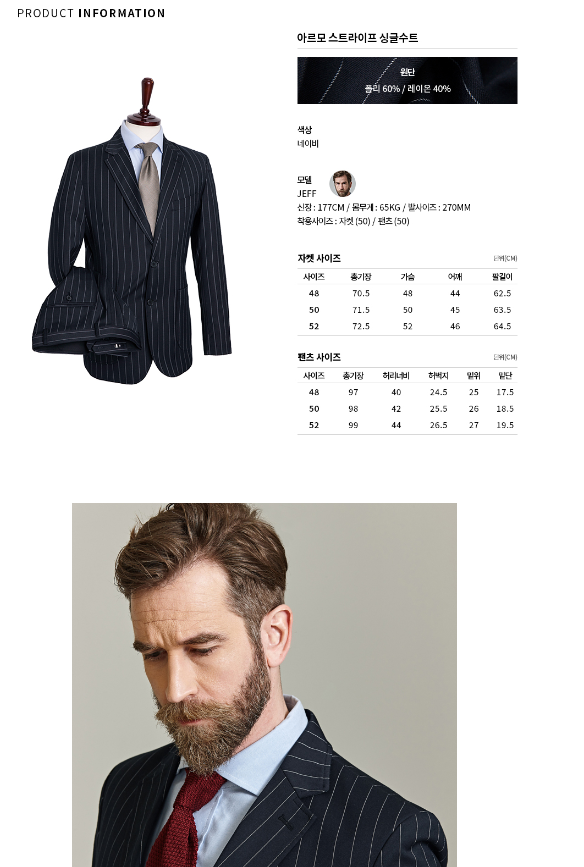 PRODUCT INFORMATION
아르모 스트라이프 싱글수트
원단
폴리 60% / 레이온 40%
색상
네이비
모델
JEFF
신장 : 177CM / 몸무게 : 65KG / 발사이즈 : 270MM
착용사이즈 : 자켓 (50) / 팬츠 (50)
자켓 사이즈 단위(CM)
사이즈 총기장 가슴 어깨 팔길이
48 70.5 48 44 62.5
50 71.5 50 45 63.5
52 72.5 52 46 64.5
팬츠 사이즈 단위(CM)
사이즈 총기장 허리너비 허벅지 밑위 밑단
48 97 40 24.5 25 17.5
50 98 42 25.5 26 18.5
52 99 44 26.5 27 19.5